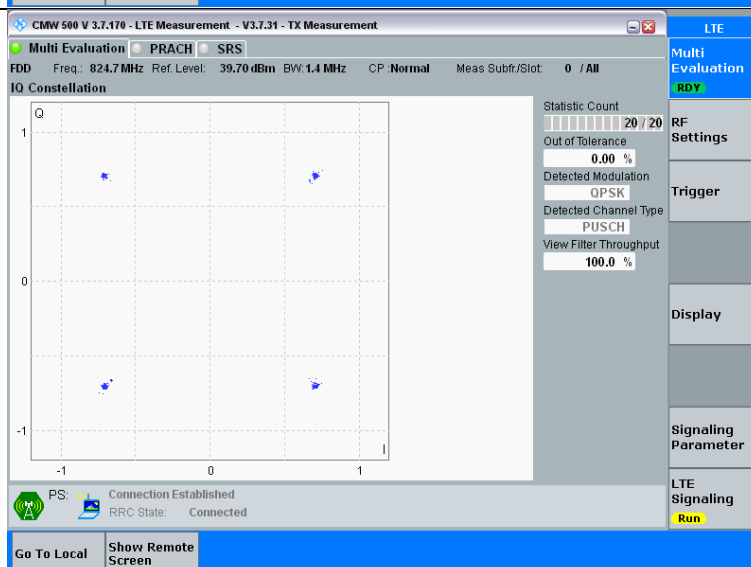 CMW 500 V 3.7.170 - LTE Measurement - V3.7.31 - TX Measurement
LTE
Multi Evaluation PRACH SRS
Multi Evaluation
RDY
FDD Freq.: 824.7 MHz Ref. Level: 39.70 dBm BW: 1.4 MHz CP :Normal Meas Subfr./Slot: 0 / All
IQ Constellation
Q
1
0
-1
I
-1 0 1
Statistic Count
20 / 20
Out of Tolerance
0.00 %
Detected Modulation
QPSK
Detected Channel Type
PUSCH
View Filter Throughput
100.0 %
RF
Settings
Trigger
Display
Signaling
Parameter
LTE
Signaling
Run
PS: Connection Established
RRC State: Connected
Go To Local
Show Remote
Screen